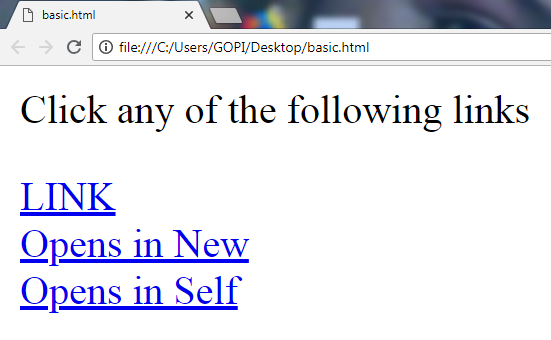 basic.html
file:///C:/Users/GOPI/Desktop/basic.html
Click any of the following links
LINK
Opens in New
Opens in Self